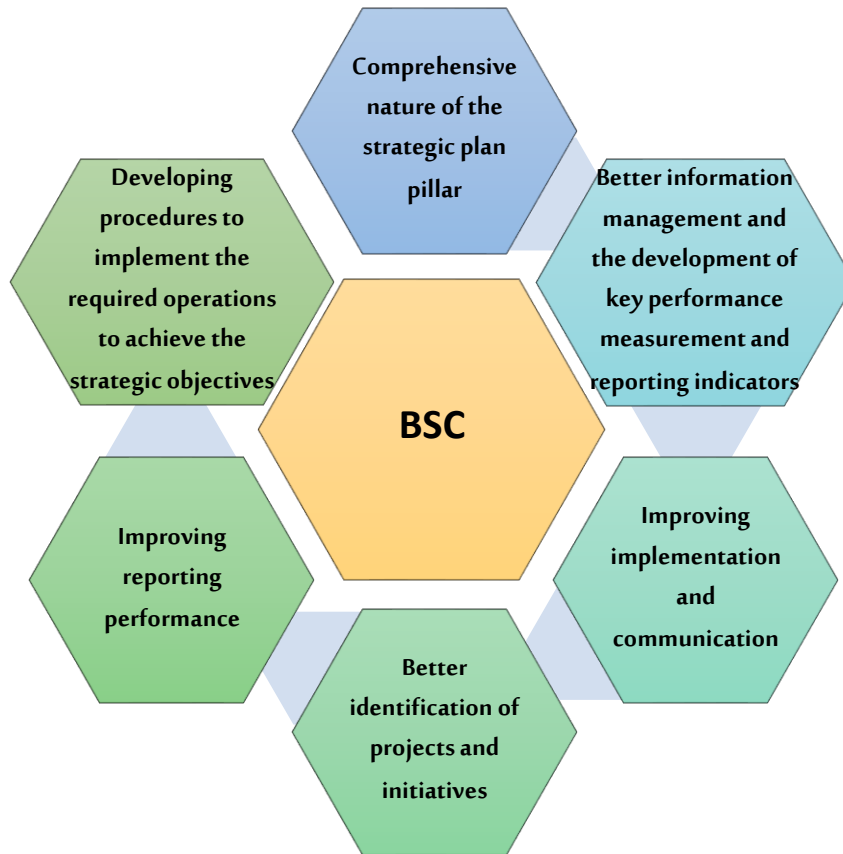 Comprehensive
nature of the
strategic plan
pillar
Better information
management and
the development of
key performance
measurement and
reporting indicators
Improving
implementation
and
communication
Better
identification of
projects and
initiatives
Improving
reporting
performance
Developing
procedures to
implement the
required operations
to achieve the
strategic objectives
BSC